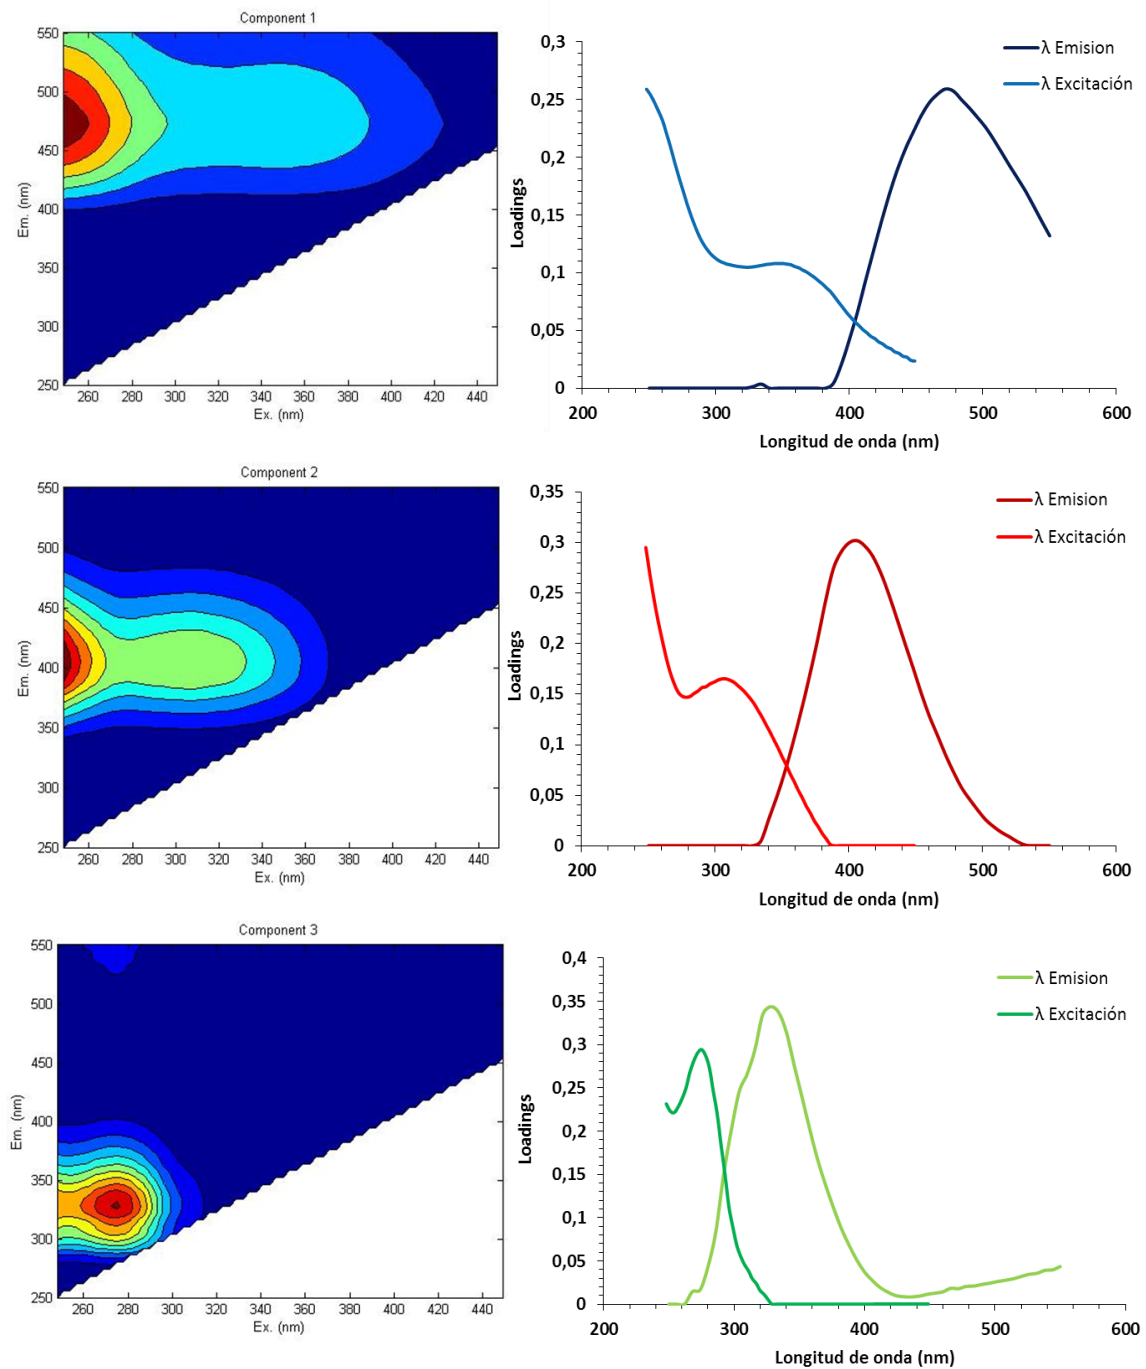 Component 1
550
500
450
400
350
300
250
Em. (nm)
260 280 300 320 340 360 380 400 420 440
Ex. (nm)
0,3
0,25
0,2
0,15
0,1
0,05
0
Loadings
200 300 400 500 600
Longitud de onda (nm)
λ Emision
λ Excitación
Component 2
550
500
450
400
350
300
250
Em. (nm)
260 280 300 320 340 360 380 400 420 440
Ex. (nm)
0,35
0,3
0,25
0,2
0,15
0,1
0,05
0
Loadings
200 300 400 500 600
Longitud de onda (nm)
λ Emision
λ Excitación
Component 3
550
500
450
400
350
300
250
Em. (nm)
260 280 300 320 340 360 380 400 420 440
Ex. (nm)
0,4
0,35
0,3
0,25
0,2
0,15
0,1
0,05
0
Loadings
200 300 400 500 600
Longitud de onda (nm)
λ Emision
λ Excitación